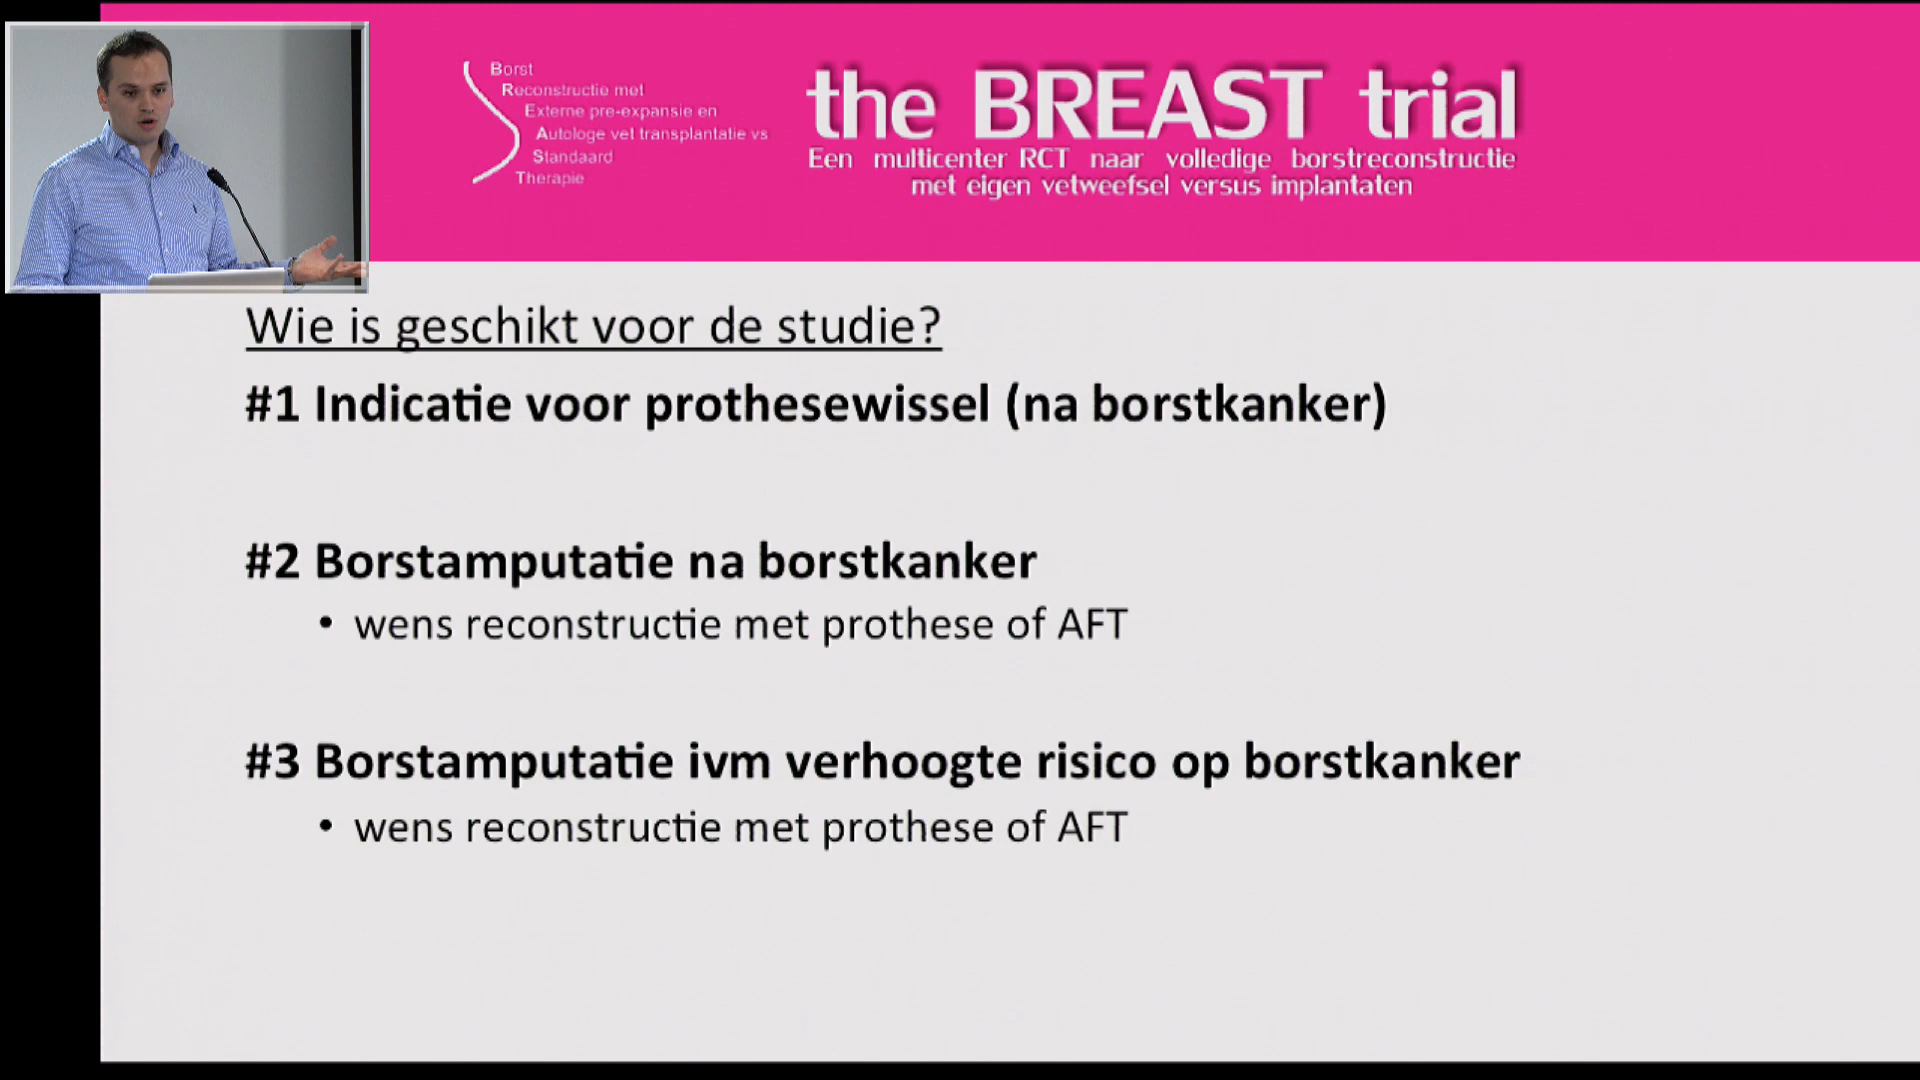 Borst
Reconstructie met
Externe pre-expansie en
Autologe vet transplantatie vs
Standaard
Therapie
the BREAST trial
Een multicenter RCT naar volledige borstreconstructie
met eigen vetweefsel versus implantaten
Wie is geschikt voor de studie?
#1 Indicatie voor prothesewissel (na borstkanker)
#2 Borstamputatie na borstkanker
• wens reconstructie met prothese of AFT
#3 Borstamputatie ivm verhoogte risico op borstkanker
• wens reconstructie met prothese of AFT